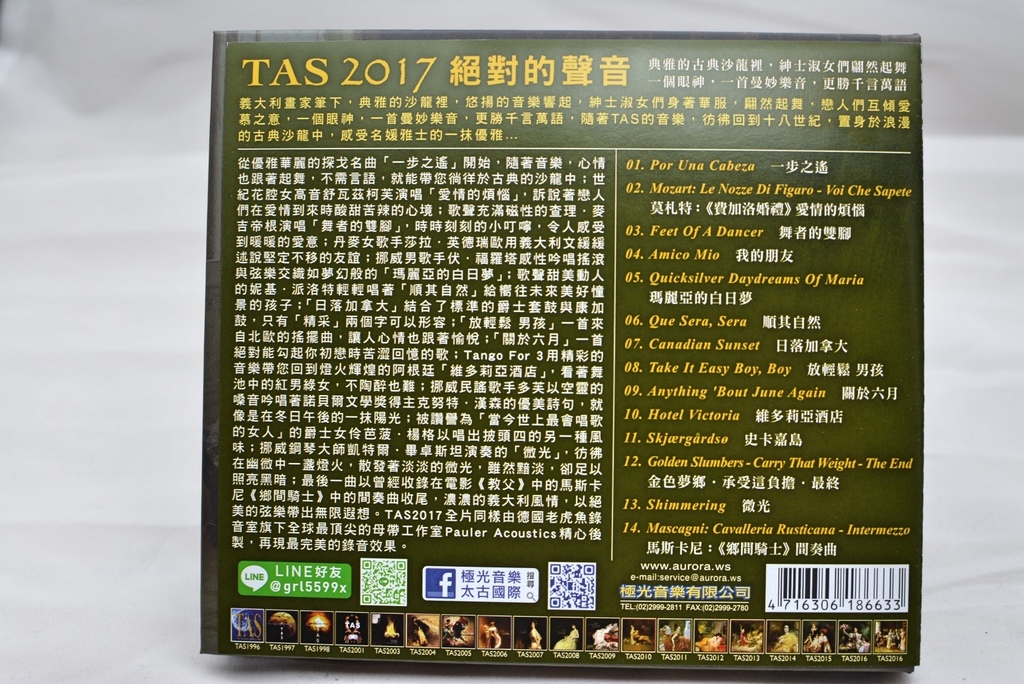 TAS 2017 絕對的聲音
典雅的古典沙龍裡，紳士淑女們翩然起舞
一個眼神，一首曼妙樂音，更勝千言萬語
義大利畫家筆下，典雅的沙龍裡，悠揚的音樂響起，紳士淑女們身著華服，翩然起舞，戀人們互傾愛
慕之意，一個眼神，一首曼妙樂音，更勝千言萬語，隨著TAS的音樂，彷彿回到十八世紀，置身於浪漫
的古典沙龍中，感受名媛雅士的一抹優雅...
從優雅華麗的探戈名曲「一步之遙」開始，隨著音樂，心情
也跟著起舞，不需言語，就能帶您徜徉於古典的沙龍中；世
紀花腔女高音舒瓦茲柯芙演唱「愛情的煩惱」，訴說著戀人
們在愛情到來時酸甜苦辣的心境；歌聲充滿磁性的查理．麥
吉帝根演唱「舞者的雙腳」，時時刻刻的小叮嚀，令人感受
到暖暖的愛意；丹麥女歌手莎拉．英德瑞歐用義大利文緩緩
述說堅定不移的友誼；挪威男歌手伏．福羅塔感性吟唱搖滾
與弦樂交織如夢幻般的「瑪麗亞的白日夢」；歌聲甜美動人
的妮基．派洛特輕輕唱著「順其自然」給嚮往未來美好憧
景的孩子；「日落加拿大」結合了標準的爵士套鼓與康加
鼓，只有「精采」兩個字可以形容；「放輕鬆 男孩」一首來
自北歐的搖擺曲，讓人心情也跟著愉悅；「關於六月」一首
絕對能勾起你初戀時苦澀回憶的歌；Tango For 3用精彩的
音樂帶您回到燈火輝煌的阿根廷「維多莉亞酒店」，看著舞
池中的紅男綠女，不陶醉也難；挪威民謠歌手多芙以空靈的
嗓音吟唱著諾貝爾文學獎得主克努特．漢森的優美詩句，就
像是在冬日午後的一抹陽光；被讚譽為「當今世上最會唱歌
的女人」的爵士女伶芭菠．楊格以唱出披頭四的另一種風
味；挪威鋼琴大師凱特爾．畢卓斯坦演奏的「微光」，彷彿
在幽微中一盞燈火，散發著淡淡的微光，雖然黯淡，卻足以
照亮黑暗；最後一曲以曾經收錄在電影《教父》中的馬斯卡
尼《鄉間騎士》中的間奏曲收尾，濃濃的義大利風情，以絕
美的弦樂帶出無限遐想。TAS2017全片同樣由德國老虎魚錄
音室旗下全球最頂尖的母帶工作室Pauler Acoustics精心後
製，再現最完美的錄音效果。
01. Por Una Cabeza 一步之遙
02. Mozart: Le Nozze Di Figaro - Voi Che Sapete
莫札特：《費加洛婚禮》愛情的煩惱
03. Feet Of A Dancer 舞者的雙腳
04. Amico Mio 我的朋友
05. Quicksilver Daydreams Of Maria
瑪麗亞的白日夢
06. Que Sera, Sera 順其自然
07. Canadian Sunset 日落加拿大
08. Take It Easy Boy, Boy 放輕鬆 男孩
09. Anything 'Bout June Again 關於六月
10. Hotel Victoria 維多莉亞酒店
11. Skjærgårdsø 史卡嘉島
12. Golden Slumbers - Carry That Weight - The End
金色夢鄉．承受這負擔．最終
13. Shimmering 微光
14. Mascagni: Cavalleria Rusticana - Intermezzo
馬斯卡尼：《鄉間騎士》間奏曲
LINE
LINE好友
@grl5599x
f
極光音樂
太古國際
搜尋
www.aurora.ws
e-mail:service@aurora.ws
極光音樂有限公司
TEL:(02)2999-2811 FAX:(02)2999-2780
4 716306 186633
TAS
TAS
TAS1996 TAS1997 TAS1998 TAS2001 TAS2003 TAS2004 TAS2005 TAS2006 TAS2007 TAS2008 TAS2009 TAS2010 TAS2011 TAS2012 TAS2013 TAS2014 TAS2015 TAS2016 TAS2016